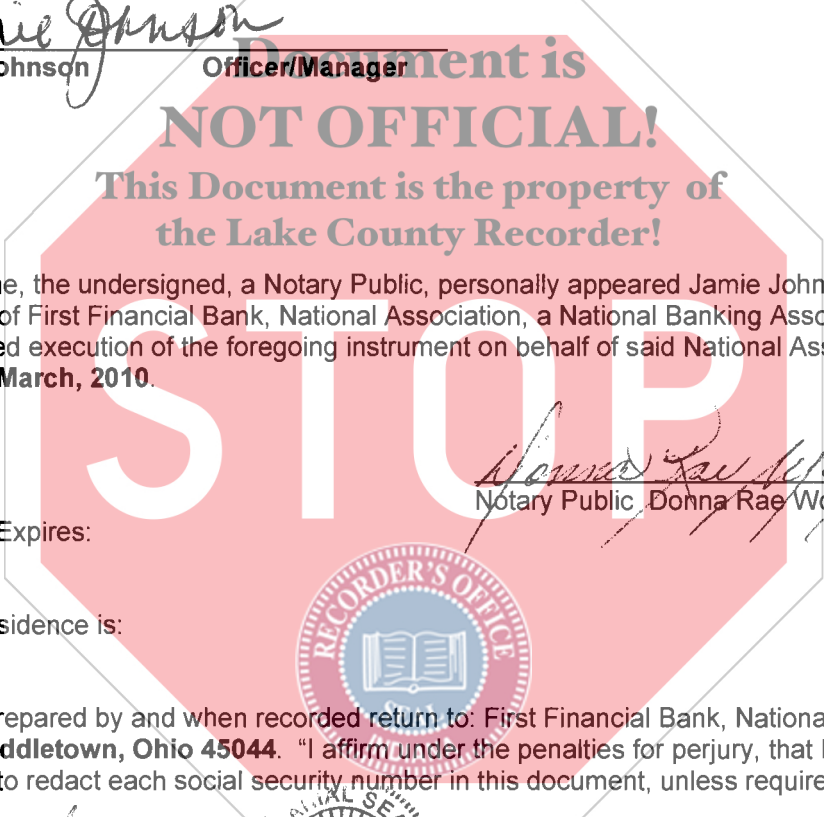 Johnson
ohnson Officer/Manager
Document is
NOT OFFICIAL!
This Document is the property of
the Lake County Recorder!
e, the undersigned, a Notary Public, personally appeared Jamie John
of First Financial Bank, National Association, a National Banking Asso
ed execution of the foregoing instrument on behalf of said National Ass
March, 2010.
STOP
Donna Rae
Notary Public Donna Rae Wo
Expires:
RECORDER'S OFFICE
sidence is:
SEAL
repared by and when recorded return to: First Financial Bank, Nationa
ddletown, Ohio 45044. “I affirm under the penalties for perjury, that I
to redact each social security number in this document, unless require